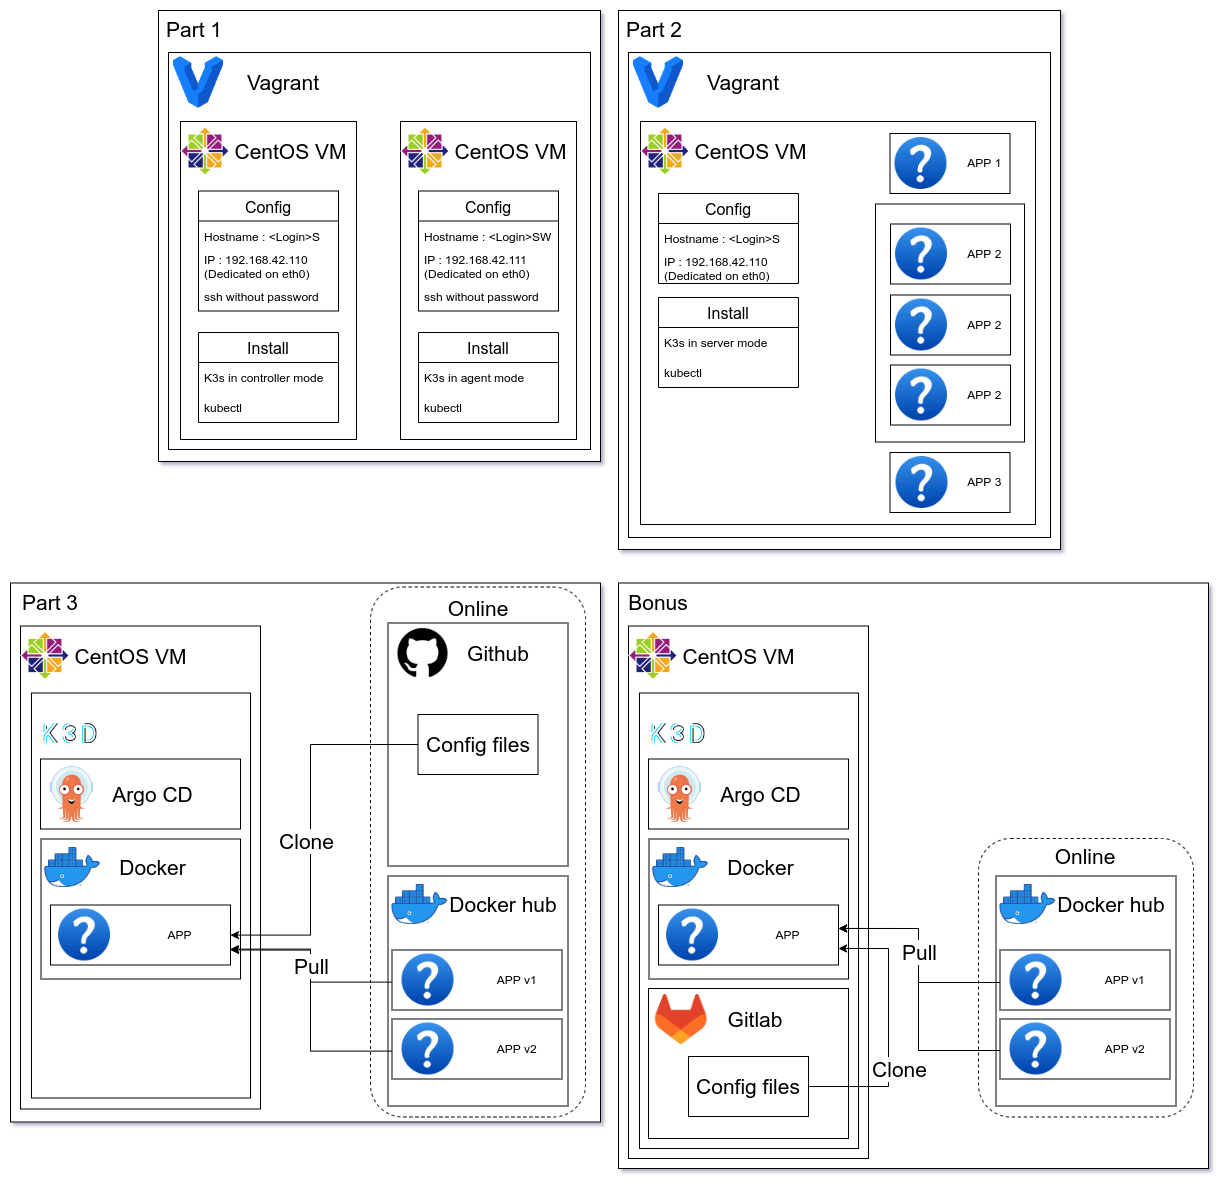 Part 1
Vagrant
CentOS VM
Config
Hostname : <Login>S
IP : 192.168.42.110
(Dedicated on eth0)
ssh without password
Install
K3s in controller mode
kubectl
CentOS VM
Config
Hostname : <Login>SW
IP : 192.168.42.111
(Dedicated on eth0)
ssh without password
Install
K3s in agent mode
kubectl
Part 2
Vagrant
CentOS VM
Config
Hostname : <Login>S
IP : 192.168.42.110
(Dedicated on eth0)
Install
K3s in server mode
kubectl
APP 1
APP 2
APP 2
APP 2
APP 3
Part 3
CentOS VM
K3D
Argo CD
Docker
APP
Clone
Pull
Online
Github
Config files
Docker hub
APP v1
APP v2
Bonus
CentOS VM
K3D
Argo CD
Docker
APP
Gitlab
Config files
Pull
Clone
Online
Docker hub
APP v1
APP v2